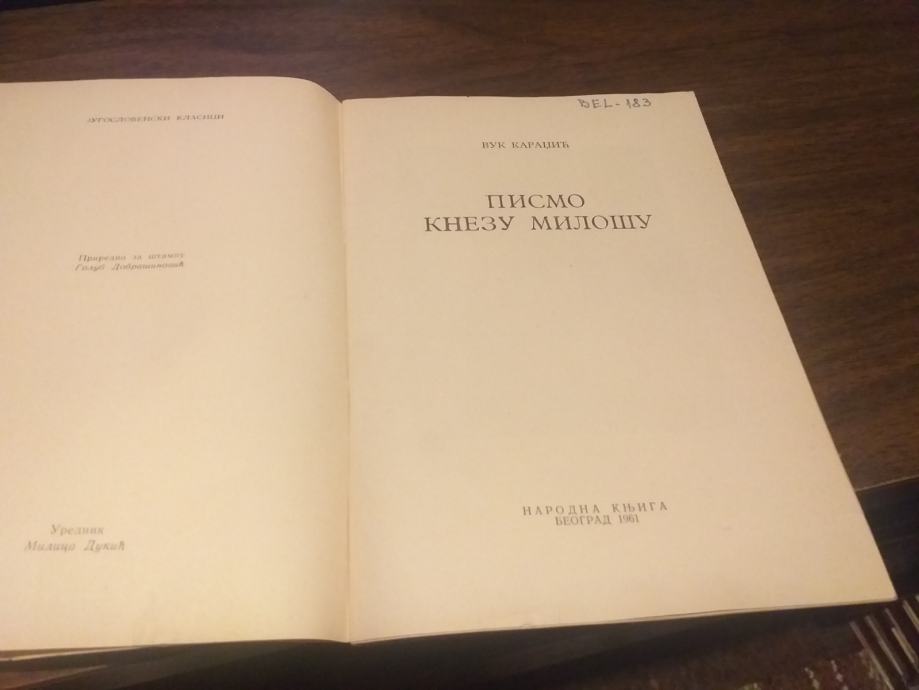 ЈУГОСЛОВЕНСКИ КЛАСИЦИ
Приредио за штампу
Голуб Добрашиновић
Уредник
Милица Дукић
DEL-183
ВУК КАРАЏИЋ
ПИСМО
КНЕЗУ МИЛОШУ
НАРОДНА КЊИГА
БЕОГРАД 1961